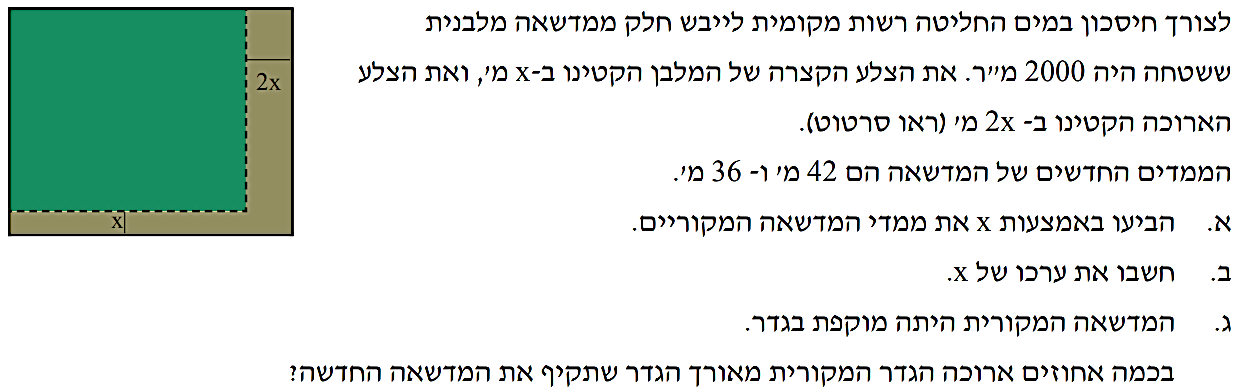 לצורך חיסכון במים החליטה רשות מקומית לייבש חלק ממדשאה מלבנית
ששטחה היה 2000 מ״ר. את הצלע הקצרה של המלבן הקטינו ב-x מ׳, ואת הצלע
הארוכה הקטינו ב- 2x מ׳ (ראו סרטוט).
הממדים החדשים של המדשאה הם 42 מ׳ ו- 36 מ׳.
א. הביעו באמצעות x את ממדי המדשאה המקוריים.
ב. חשבו את ערכו של x.
ג. המדשאה המקורית היתה מוקפת בגדר.
בכמה אחוזים ארוכה הגדר המקורית מאורך הגדר שתקיף את המדשאה החדשה?
2x
x